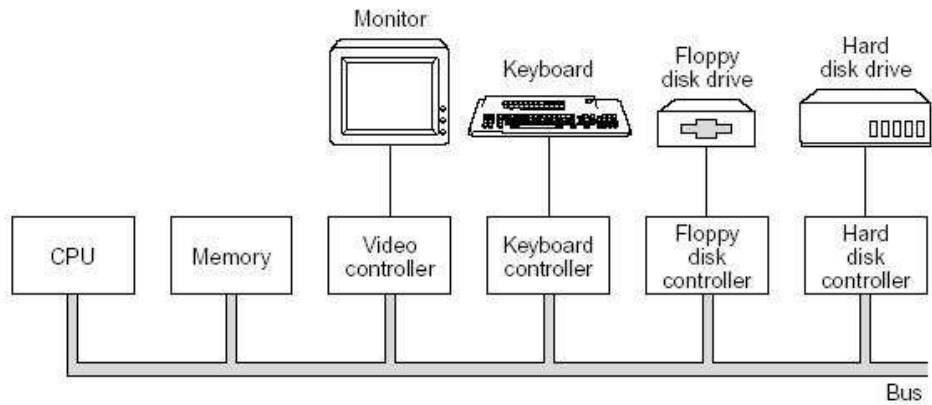 Monitor
Keyboard
Floppy
disk drive
Hard
disk drive
CPU
Memory
Video
controller
Keyboard
controller
Floppy
disk
controller
Hard
disk
controller
Bus